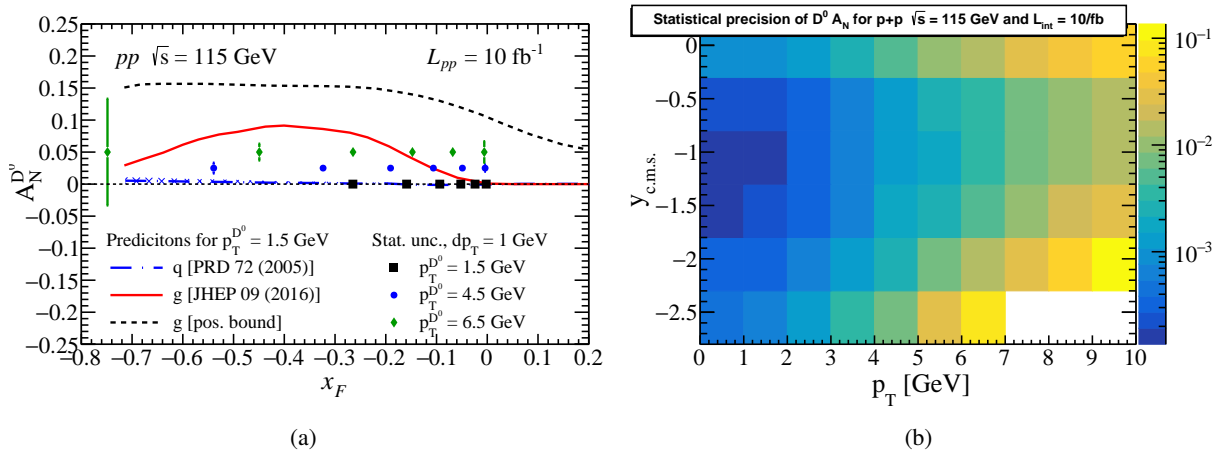 0.25
0.2
0.15
0.1
0.05
0
−0.05
−0.1
−0.15
−0.2
−0.25
A_N^{D^0}
pp √s = 115 GeV
L_{pp} = 10 fb^{-1}
Predicitons for p_T^{D^0} = 1.5 GeV
q [PRD 72 (2005)]
g [JHEP 09 (2016)]
g [pos. bound]
Stat. unc., dp_T = 1 GeV
p_T^{D^0} = 1.5 GeV
p_T^{D^0} = 4.5 GeV
p_T^{D^0} = 6.5 GeV
−0.8 −0.7 −0.6 −0.5 −0.4 −0.3 −0.2 −0.1 0 0.1 0.2
x_F
(a)
Statistical precision of D^0 A_N for p+p √s = 115 GeV and L_{int} = 10/fb
0
−0.5
−1
−1.5
−2
−2.5
y_{c.m.s.}
0 1 2 3 4 5 6 7 8 9 10
p_T [GeV]
10^{-1}
10^{-2}
10^{-3}
(b)